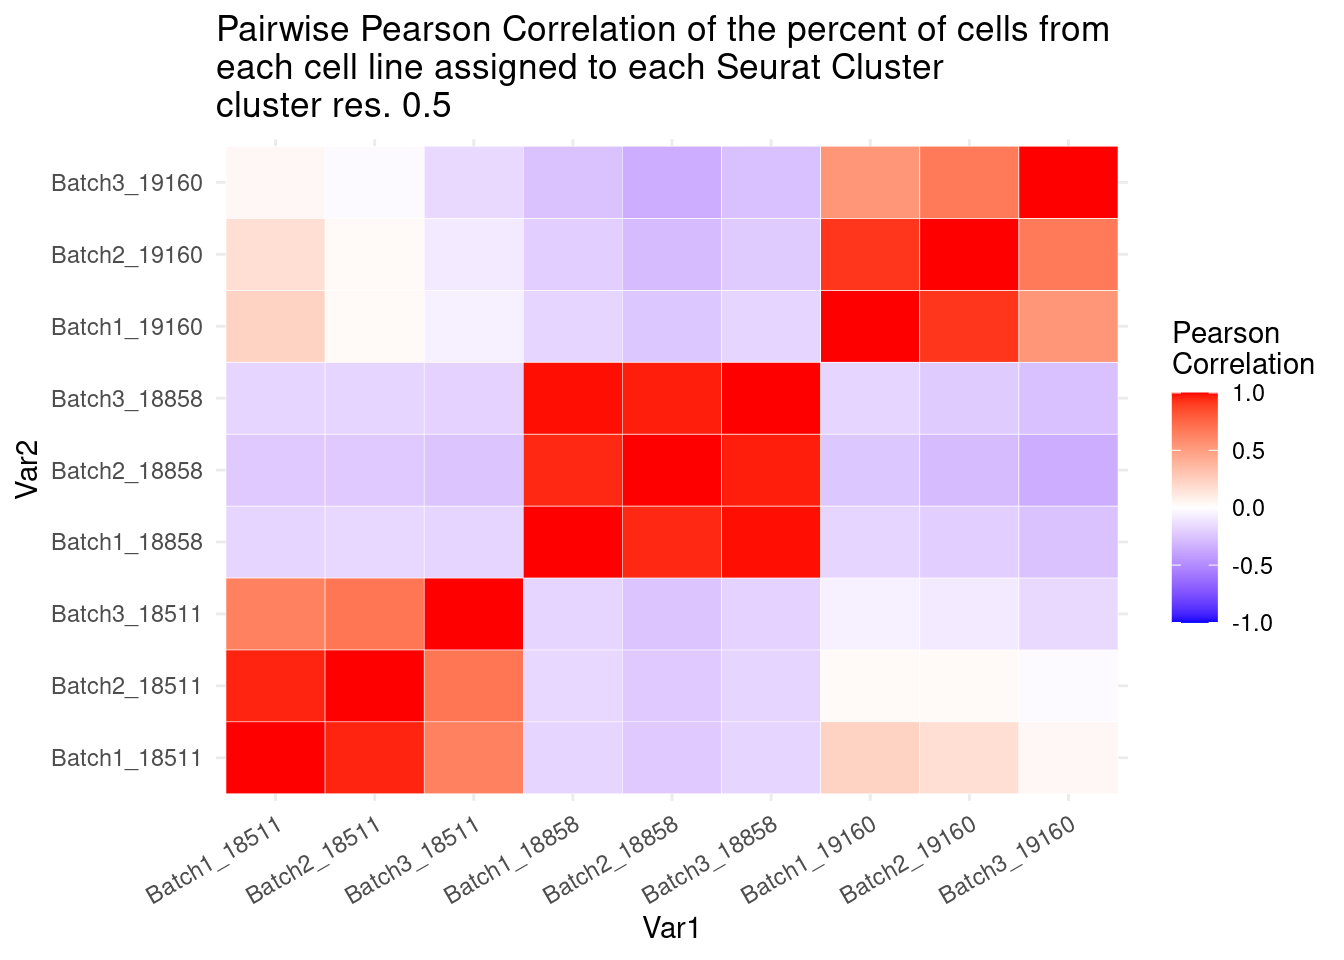 Pairwise Pearson Correlation of the percent of cells from
each cell line assigned to each Seurat Cluster
cluster res. 0.5
Batch3_19160
Batch2_19160
Batch1_19160
Batch3_18858
Batch2_18858
Batch1_18858
Batch3_18511
Batch2_18511
Batch1_18511
Var2
Batch1_18511
Batch2_18511
Batch3_18511
Batch1_18858
Batch2_18858
Batch3_18858
Batch1_19160
Batch2_19160
Batch3_19160
Var1
Pearson
Correlation
1.0
0.5
0.0
-0.5
-1.0